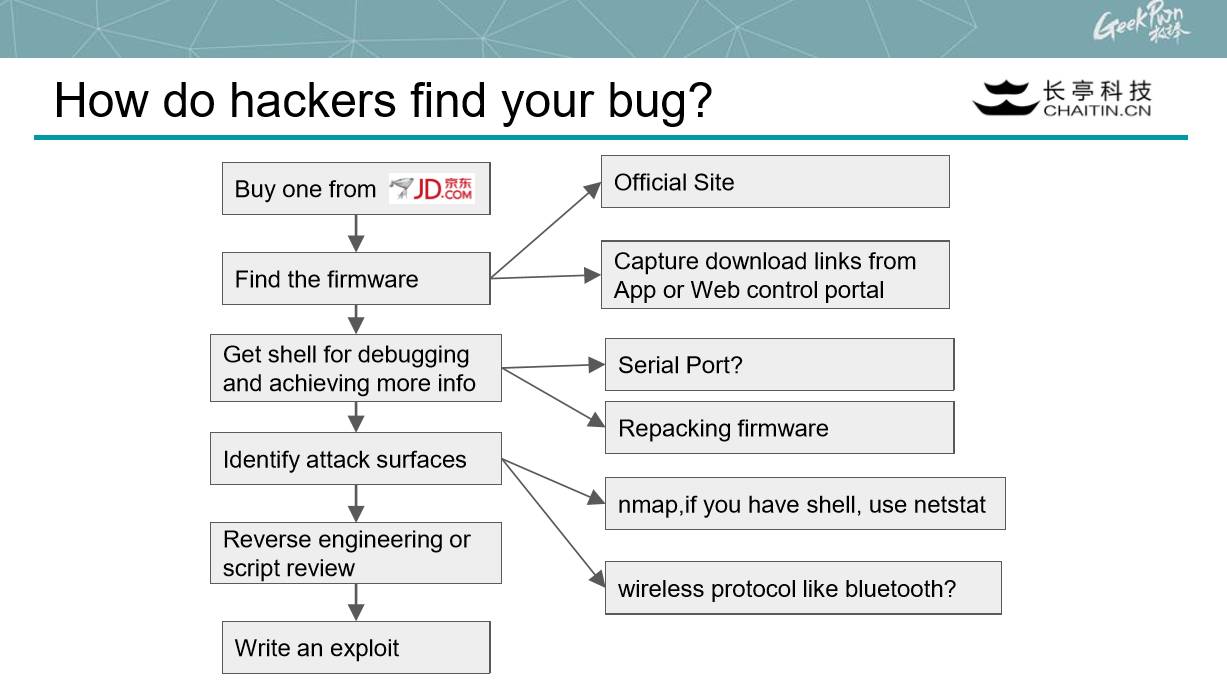 GeekPwn
极棒
How do hackers find your bug?
长亭科技
CHAITIN.CN
Buy one from JD.京东
.COM
Official Site
Find the firmware
Capture download links from
App or Web control portal
Get shell for debugging
and achieving more info
Serial Port?
Repacking firmware
Identify attack surfaces
nmap,if you have shell, use netstat
Reverse engineering or
script review
wireless protocol like bluetooth?
Write an exploit